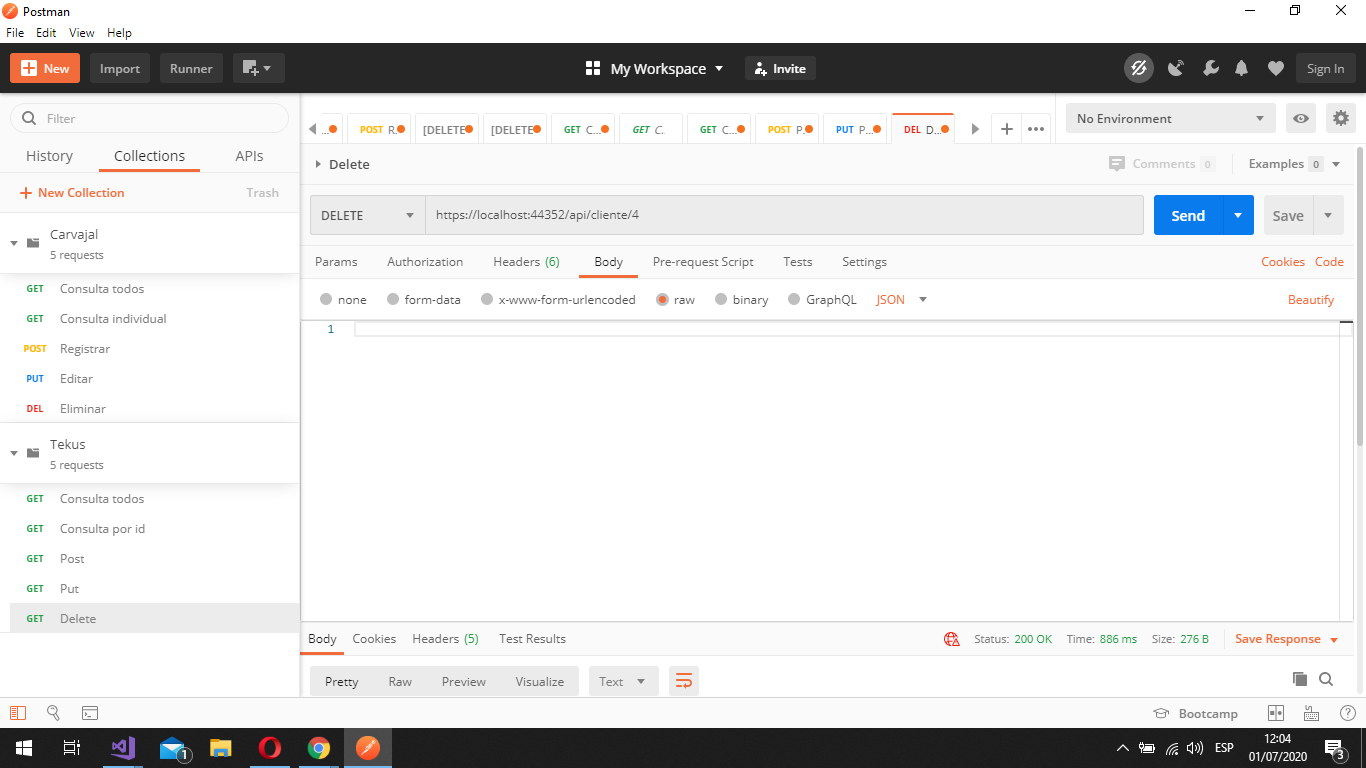 Postman
File Edit View Help
New Import Runner My Workspace Invite Sign In
Filter
History Collections APIs
New Collection Trash
Carvajal
5 requests
GET Consulta todos
GET Consulta individual
POST Registrar
PUT Editar
DEL Eliminar
Tekus
5 requests
GET Consulta todos
GET Consulta por id
GET Post
GET Put
GET Delete
... POST R.. [DELETE [DELETE GET C... GET C. GET C... POST P. PUT P... DEL D...
No Environment
Delete Comments 0 Examples 0
DELETE https://localhost:44352/api/cliente/4 Send Save
Params Authorization Headers (6) Body Pre-request Script Tests Settings Cookies Code
none form-data x-www-form-urlencoded raw binary GraphQL JSON Beautify
1
Body Cookies Headers (5) Test Results Status: 200 OK Time: 886 ms Size: 276 B Save Response
Pretty Raw Preview Visualize Text
Bootcamp
1 ESP 12:04
01/07/2020 3